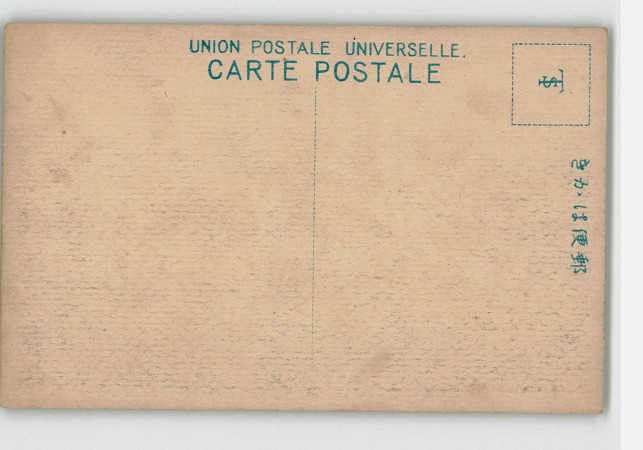 UNION POSTALE UNIVERSELLE.
CARTE POSTALE
きかは便郵